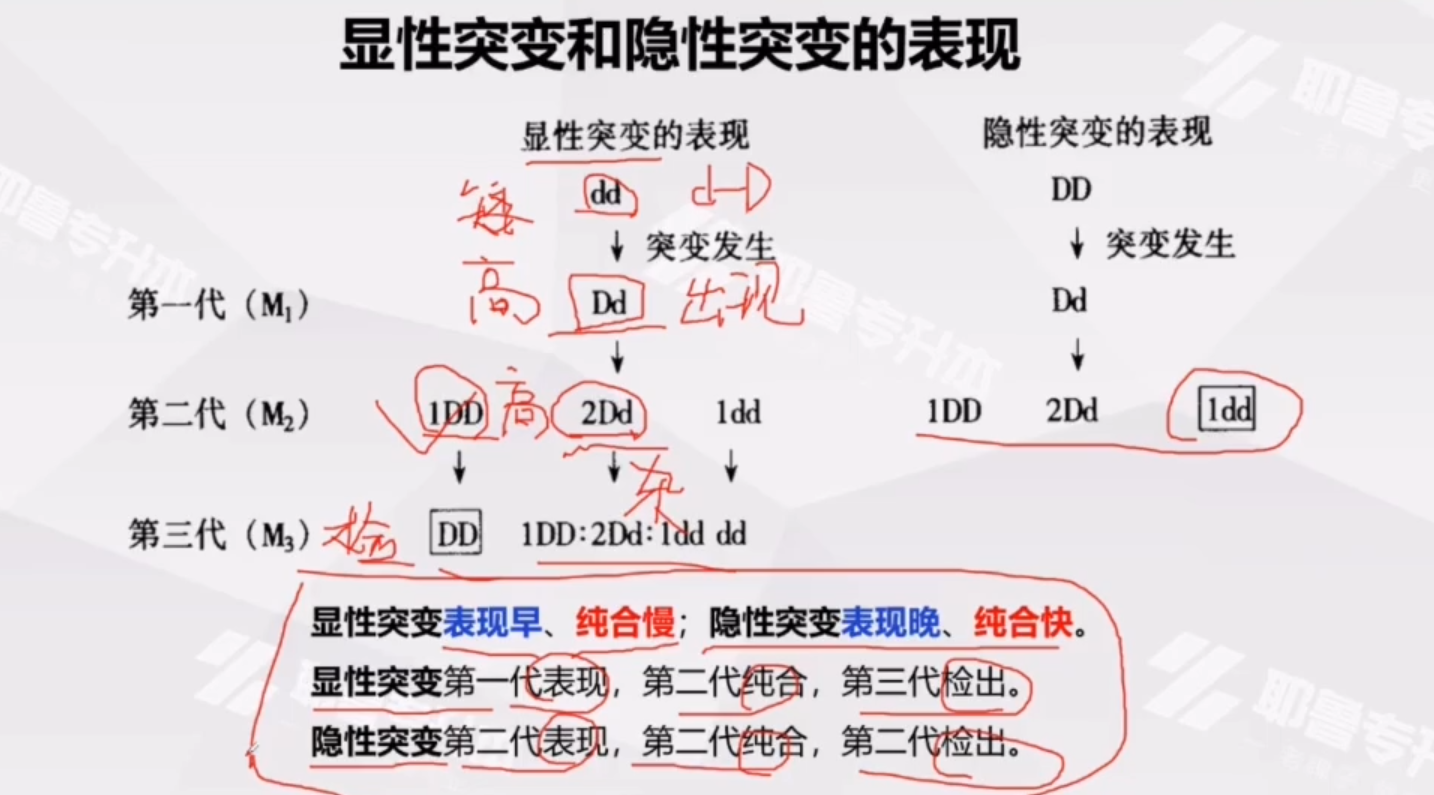 显性突变和隐性突变的表现
显性突变的表现 隐性突变的表现
矮 dd d→D DD
突变发生 突变发生
第一代（M₁） 高 Dd 出现 Dd
第二代（M₂） 1DD 高 2Dd 1dd 1DD 2Dd 1dd
杂
第三代（M₃） 检 DD 1DD:2Dd:1dd dd
显性突变表现早、纯合慢；隐性突变表现晚、纯合快。
显性突变第一代表现，第二代纯合，第三代检出。
隐性突变第二代表现，第二代纯合，第二代检出。
耶鲁专升本